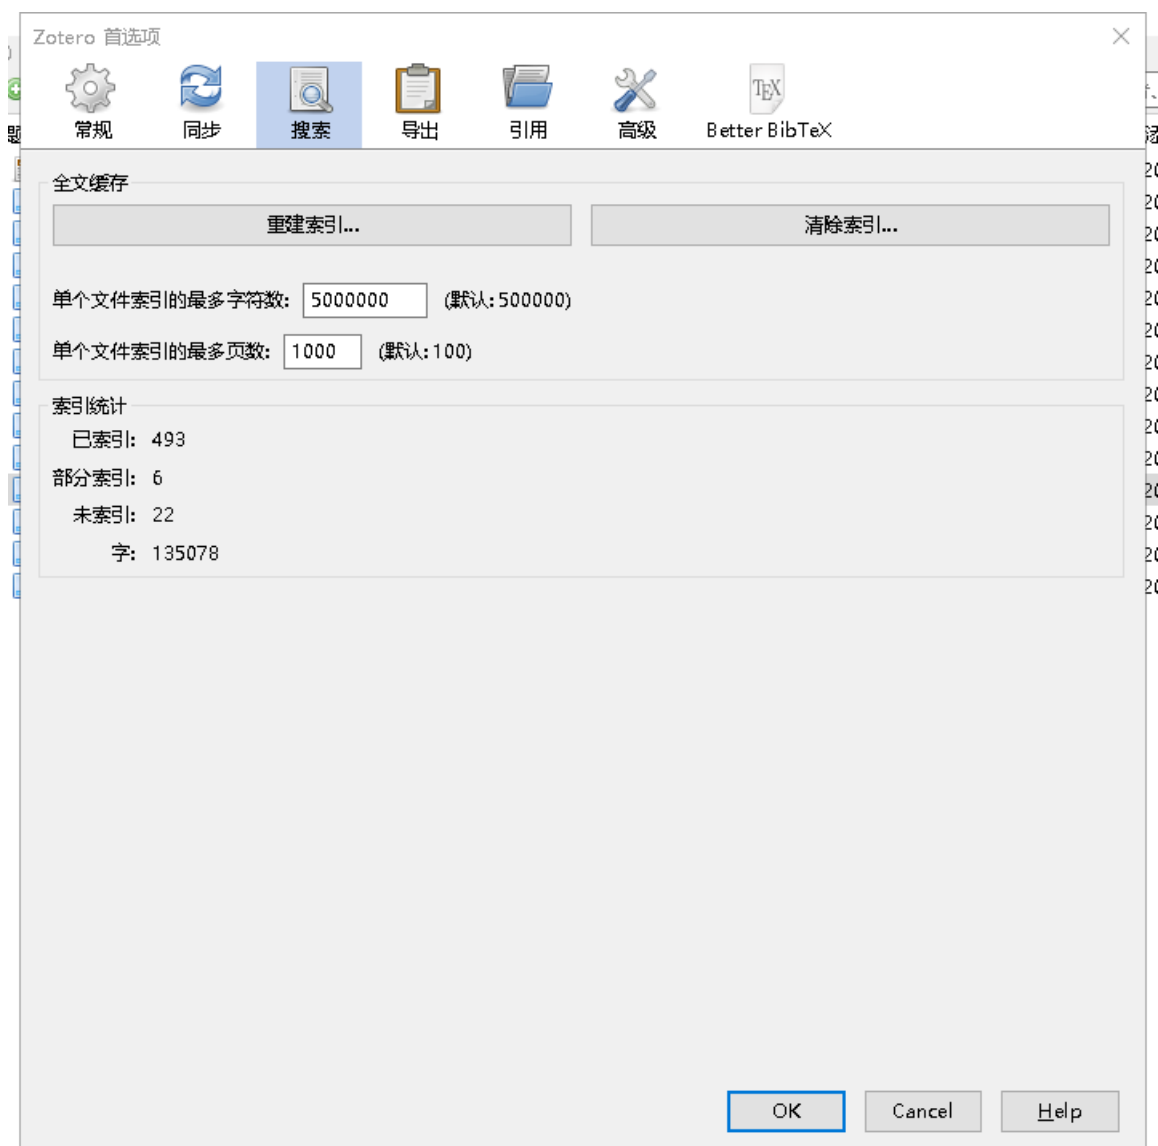 Zotero 首选项
常规 同步 搜索 导出 引用 高级 Better BibTeX
TEX
全文缓存
重建索引... 清除索引...
单个文件索引的最多字符数: 5000000 (默认: 500000)
单个文件索引的最多页数: 1000 (默认: 100)
索引统计
已索引: 493
部分索引: 6
未索引: 22
字: 135078
OK Cancel Help